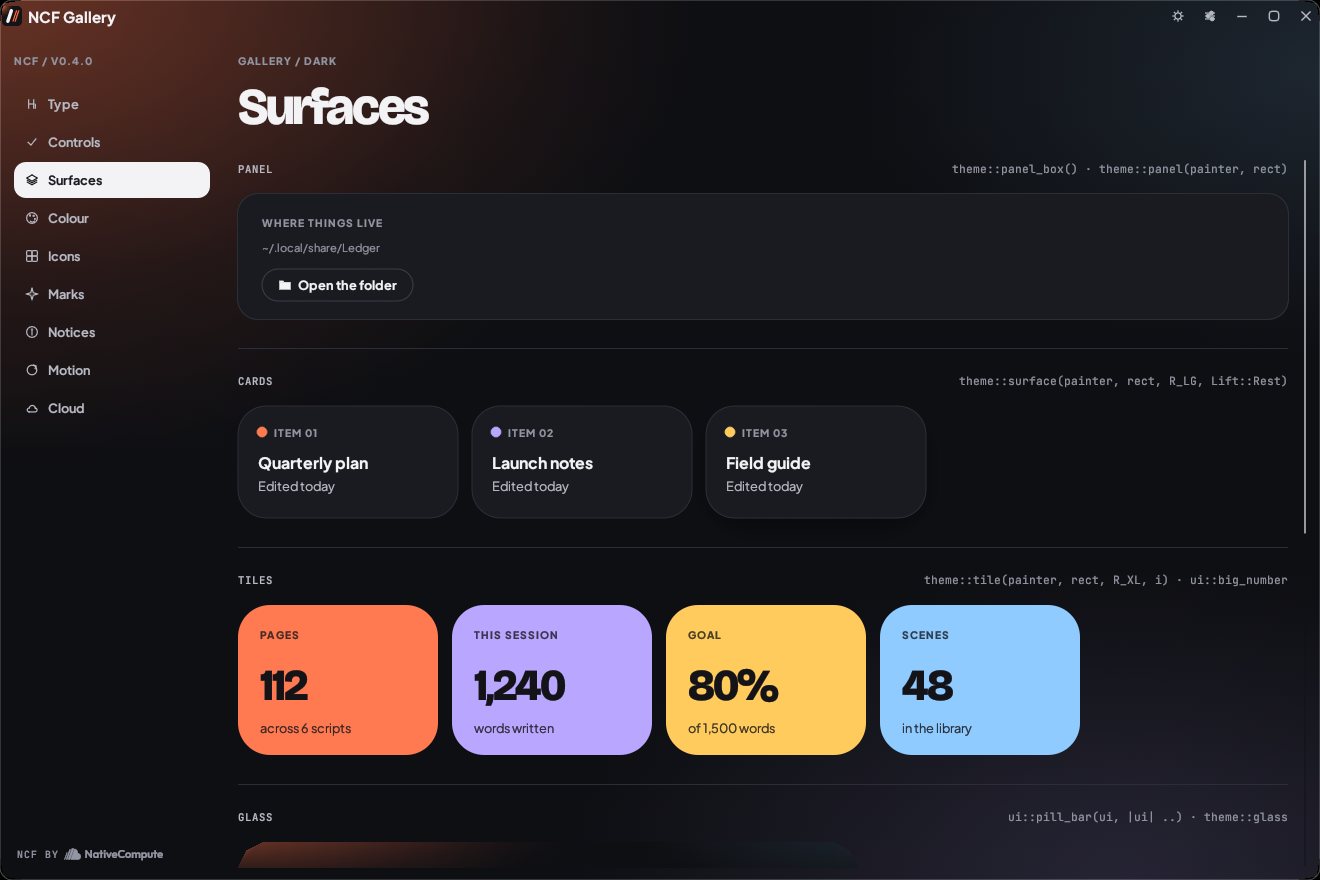 NCF Gallery
NCF / V0.4.0
Type
Controls
Surfaces
Colour
Icons
Marks
Notices
Motion
Cloud
NCF BY NativeCompute
GALLERY / DARK
Surfaces
PANEL
theme::panel_box() · theme::panel(painter, rect)
WHERE THINGS LIVE
~/.local/share/Ledger
Open the folder
CARDS
theme::surface(painter, rect, R_LG, Lift::Rest)
ITEM 01
Quarterly plan
Edited today
ITEM 02
Launch notes
Edited today
ITEM 03
Field guide
Edited today
TILES
theme::tile(painter, rect, R_XL, i) · ui::big_number
PAGES
112
across 6 scripts
THIS SESSION
1,240
words written
GOAL
80%
of 1,500 words
SCENES
48
in the library
GLASS
ui::pill_bar(ui, |ui| ..) · theme::glass